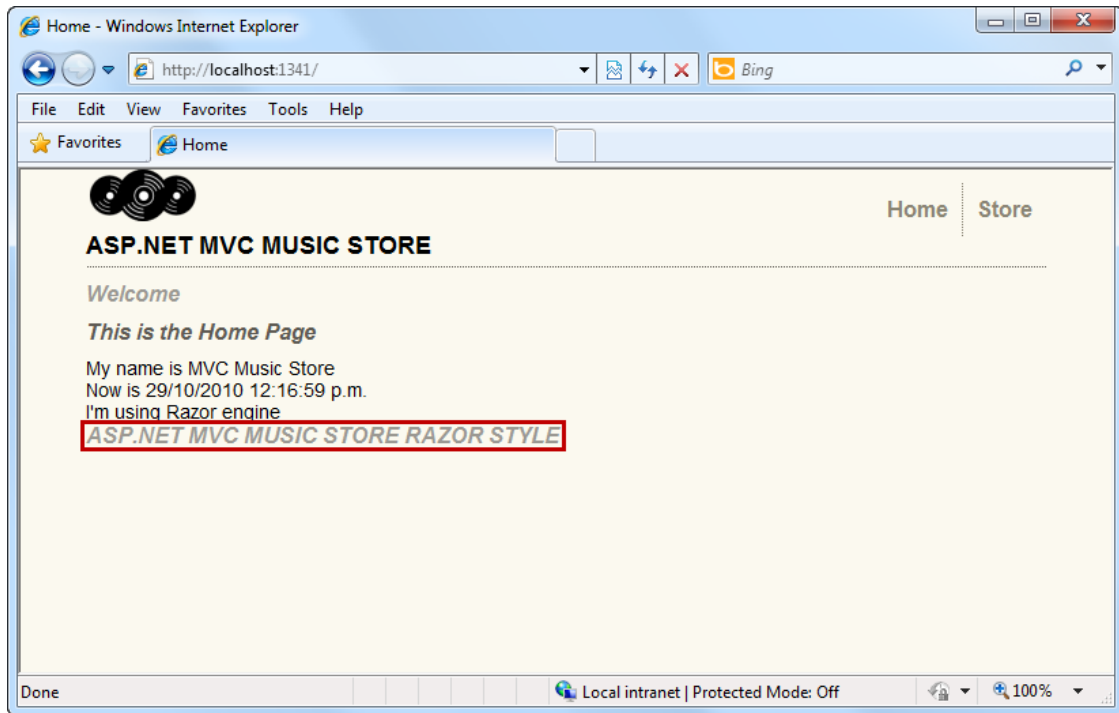 Home - Windows Internet Explorer
http://localhost:1341/
Bing
File Edit View Favorites Tools Help
Favorites Home
Home Store
ASP.NET MVC MUSIC STORE
Welcome
This is the Home Page
My name is MVC Music Store
Now is 29/10/2010 12:16:59 p.m.
I'm using Razor engine
ASP.NET MVC MUSIC STORE RAZOR STYLE
Done Local intranet | Protected Mode: Off 100%